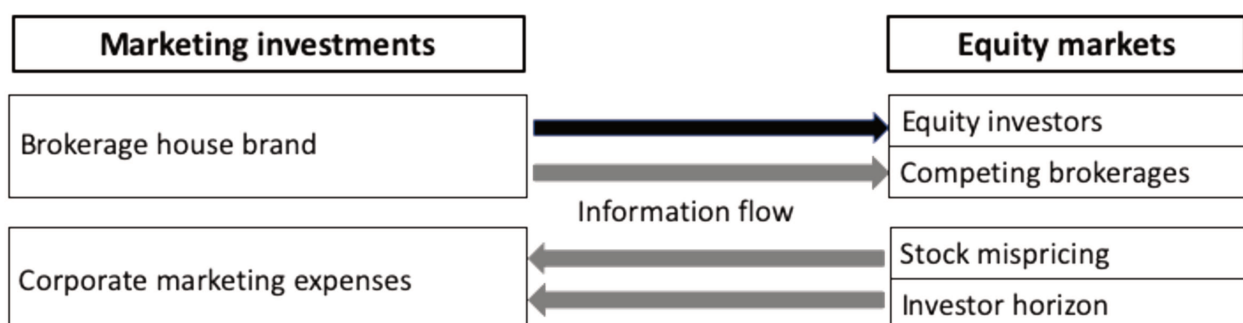 Marketing investments
Equity markets
Brokerage house brand
Equity investors
Competing brokerages
Information flow
Corporate marketing expenses
Stock mispricing
Investor horizon